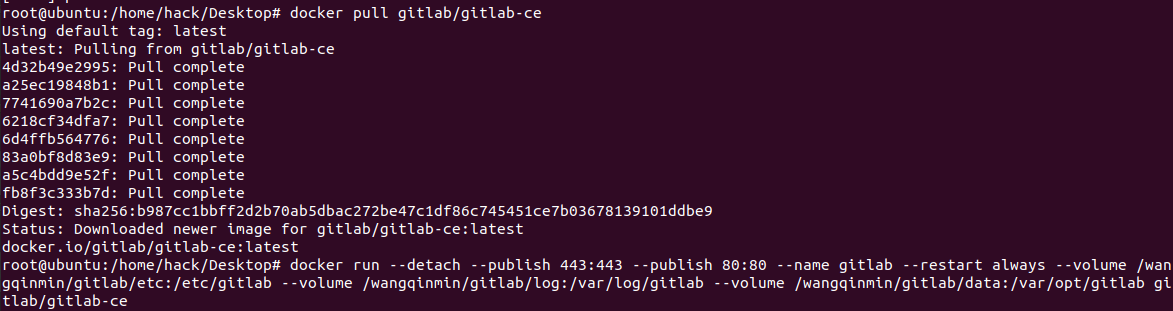 root@ubuntu:/home/hack/Desktop# docker pull gitlab/gitlab-ce
Using default tag: latest
latest: Pulling from gitlab/gitlab-ce
4d32b49e2995: Pull complete
a25ec19848b1: Pull complete
7741690a7b2c: Pull complete
6218cf34dfa7: Pull complete
6d4ffb564776: Pull complete
83a0bf8d83e9: Pull complete
a5c4bdd9e52f: Pull complete
fb8f3c333b7d: Pull complete
Digest: sha256:b987cc1bbff2d2b70ab5dbac272be47c1df86c745451ce7b03678139101ddbe9
Status: Downloaded newer image for gitlab/gitlab-ce:latest
docker.io/gitlab/gitlab-ce:latest
root@ubuntu:/home/hack/Desktop# docker run --detach --publish 443:443 --publish 80:80 --name gitlab --restart always --volume /wan
gqinmin/gitlab/etc:/etc/gitlab --volume /wangqinmin/gitlab/log:/var/log/gitlab --volume /wangqinmin/gitlab/data:/var/opt/gitlab gi
tlab/gitlab-ce